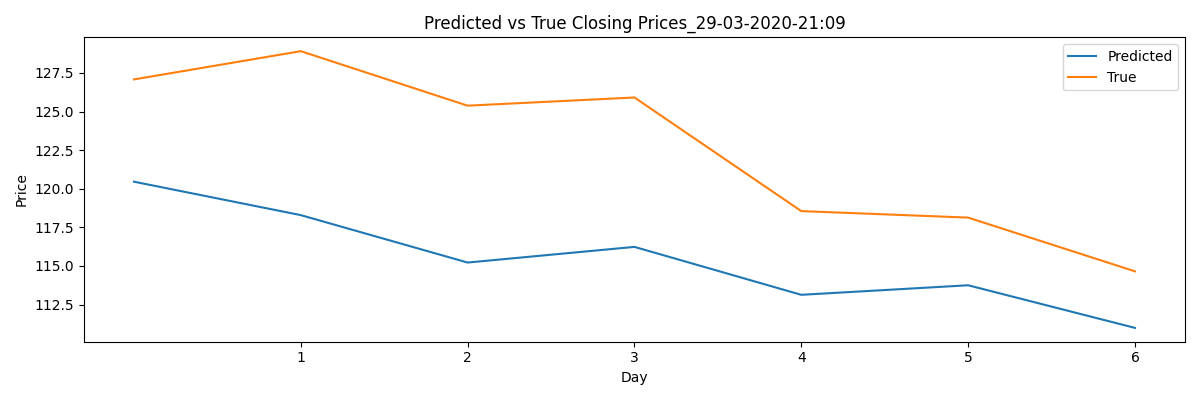 Predicted vs True Closing Prices_29-03-2020-21:09
Predicted
True
127.5
125.0
122.5
120.0
117.5
115.0
112.5
Price
1 2 3 4 5 6
Day